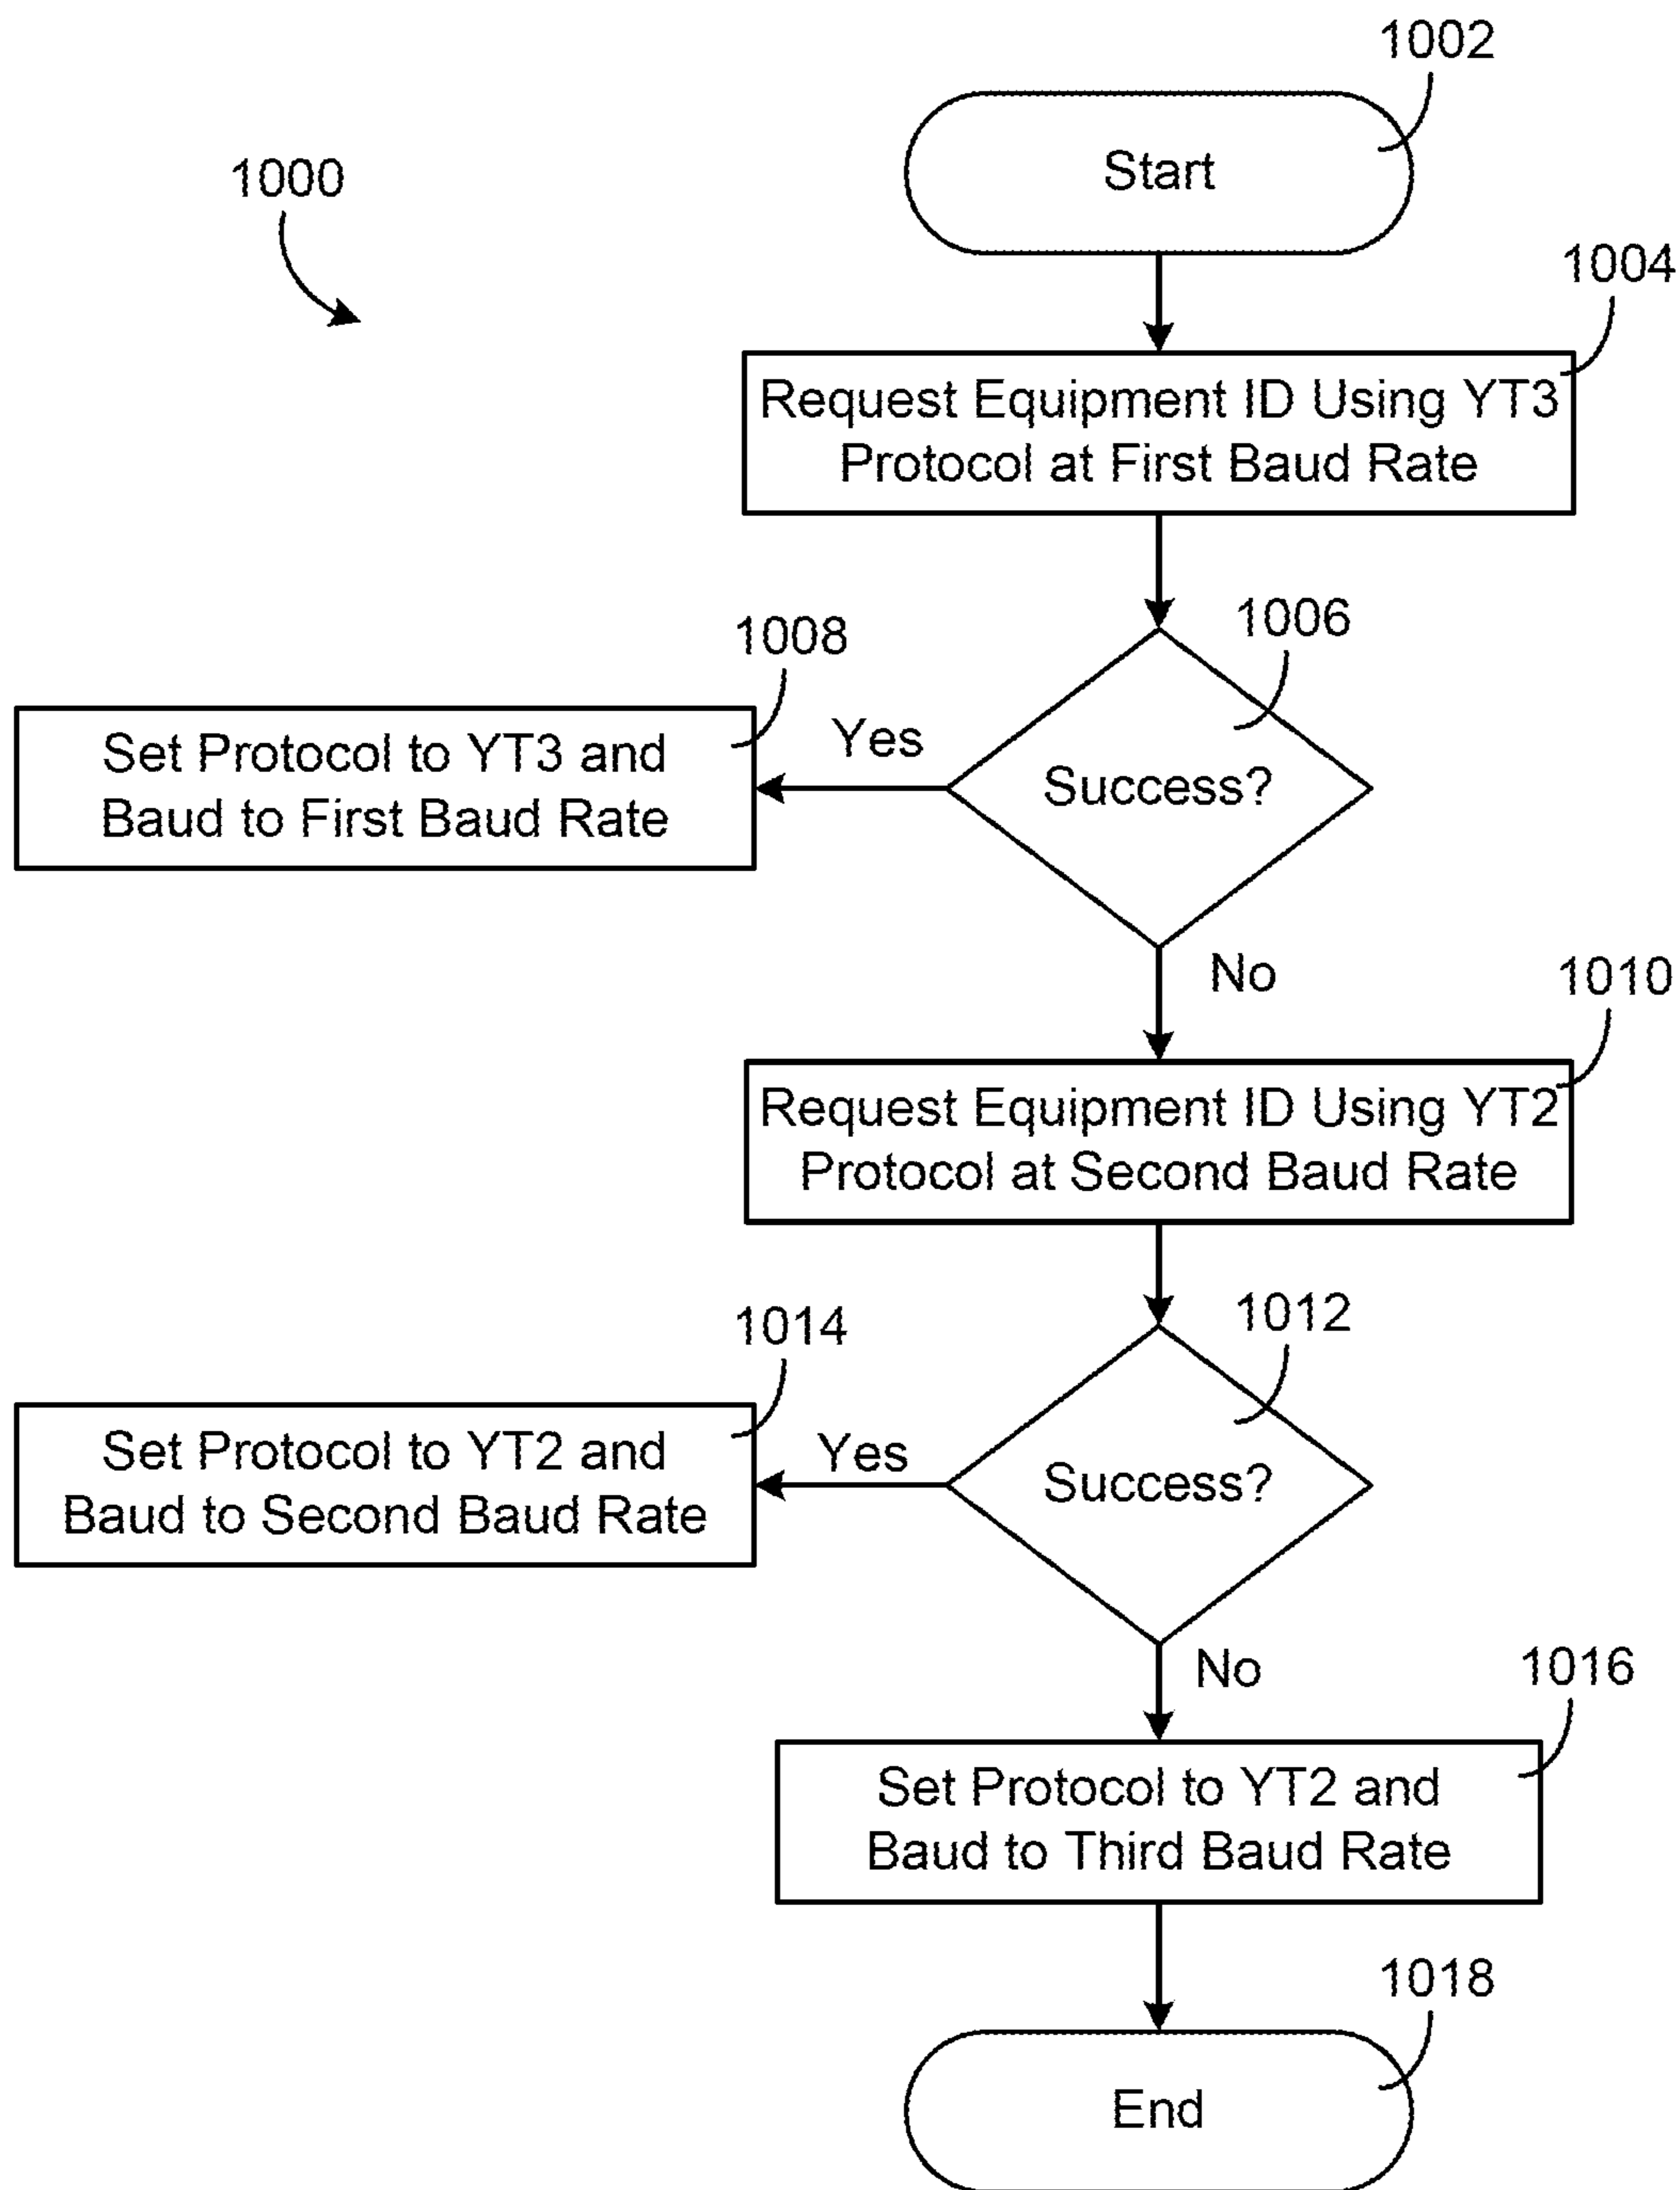 1002
Start
1000
1004
Request Equipment ID Using YT3
Protocol at First Baud Rate
1006
Success?
Yes
1008
Set Protocol to YT3 and
Baud to First Baud Rate
No
1010
Request Equipment ID Using YT2
Protocol at Second Baud Rate
1012
Success?
Yes
1014
Set Protocol to YT2 and
Baud to Second Baud Rate
No
1016
Set Protocol to YT2 and
Baud to Third Baud Rate
1018
End